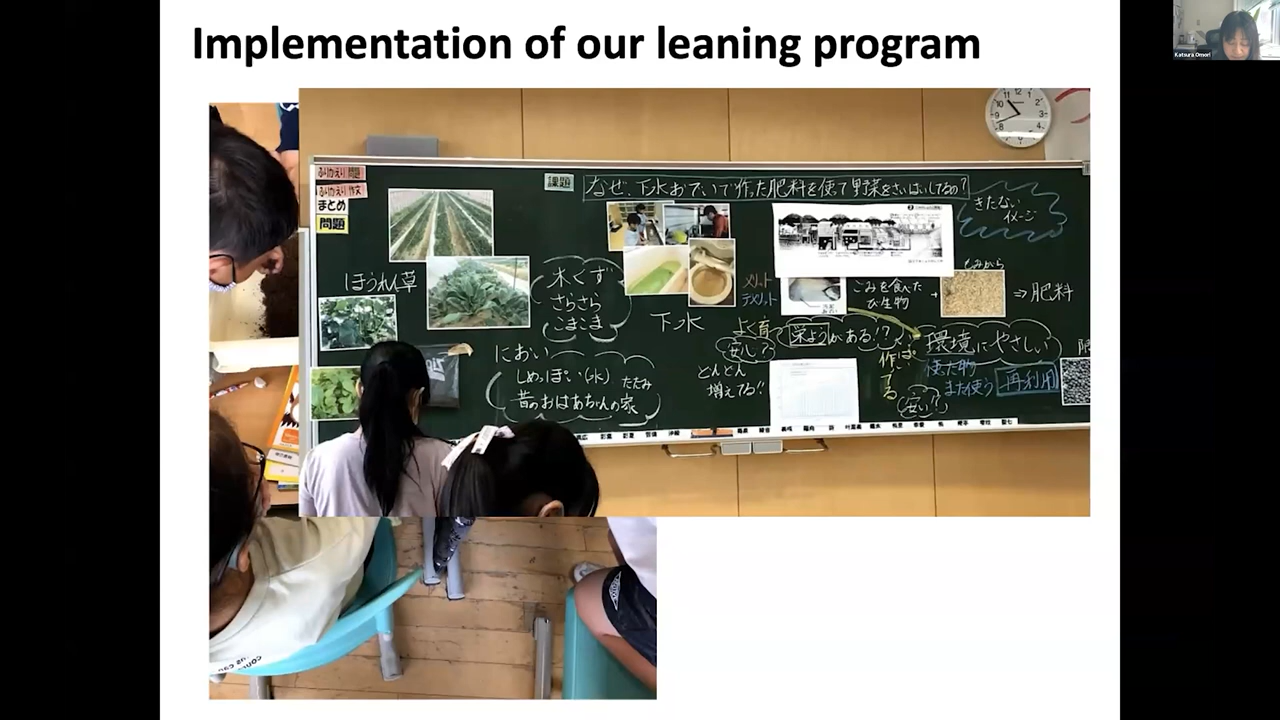 Implementation of our leaning program
Katsura Omori
ふりかえり 問題
ふりかえり 作文
まとめ
問題
課題
なぜ、下水おでいで作った肥料を使って野菜をさいばいしてるの?
きたない
イメージ
ほうれん草
木くず
さらさら
こまこま
におい
しめっぽい(水)
たたみ
昔のおばあちゃんの家
下水
メリット
デメリット
ごみを食べた
び生物
+
もみがら
⇒肥料
よく育
安い?
栄ようがある!?
どんどん
増えてる!!
作
てる
安い?
環境にやさしい
使た物
また使う
再利用